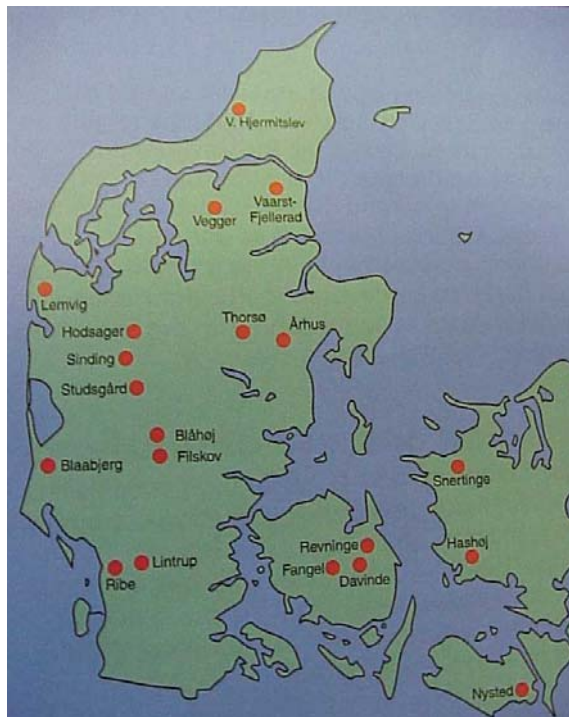 V. Hjermitslev
Vaarst-
Fjellerad
Vegger
Lemvig
Hodsager
Thorsø
Århus
Sinding
Studsgård
Blåhøj
Filskov
Blaabjerg
Snertinge
Revninge
Hashøj
Lintrup
Fangel
Davinde
Ribe
Nysted